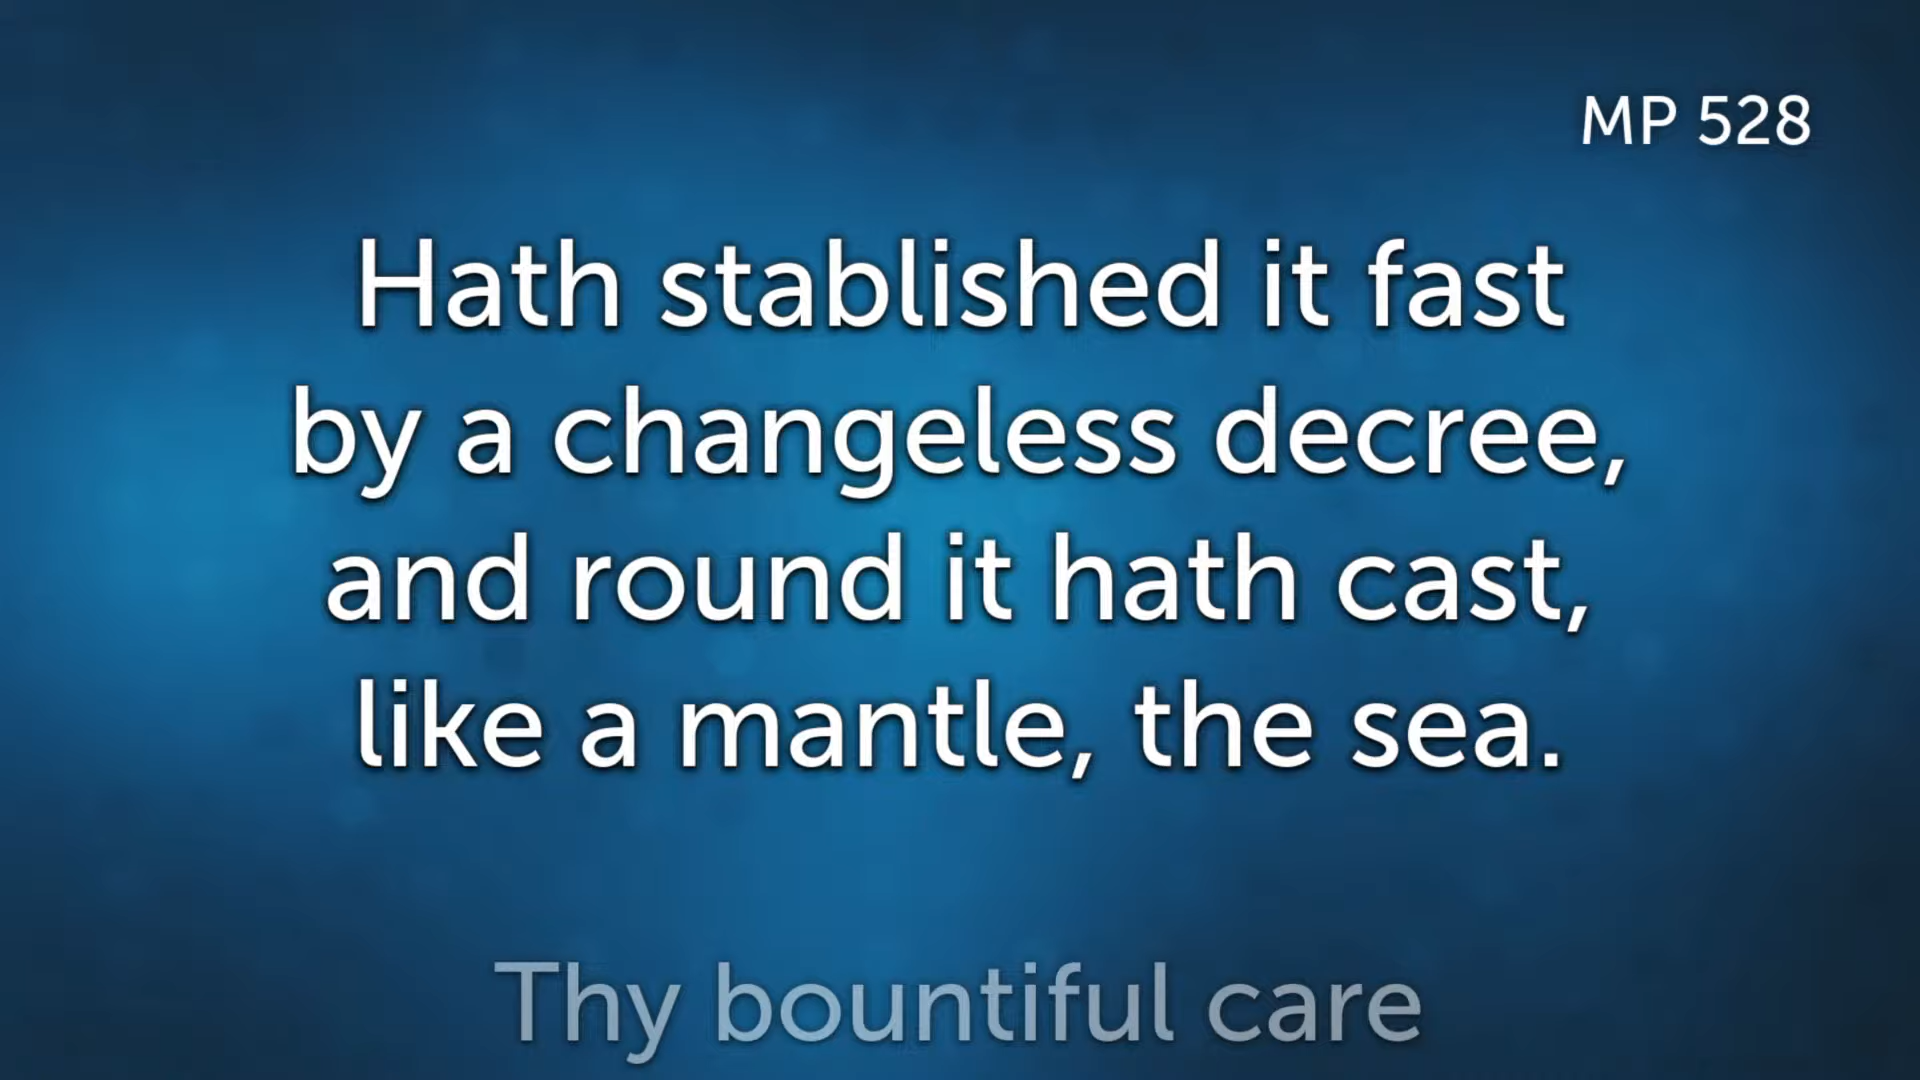 MP 528
Hath stablished it fast
by a changeless decree,
and round it hath cast,
like a mantle, the sea.
Thy bountiful care